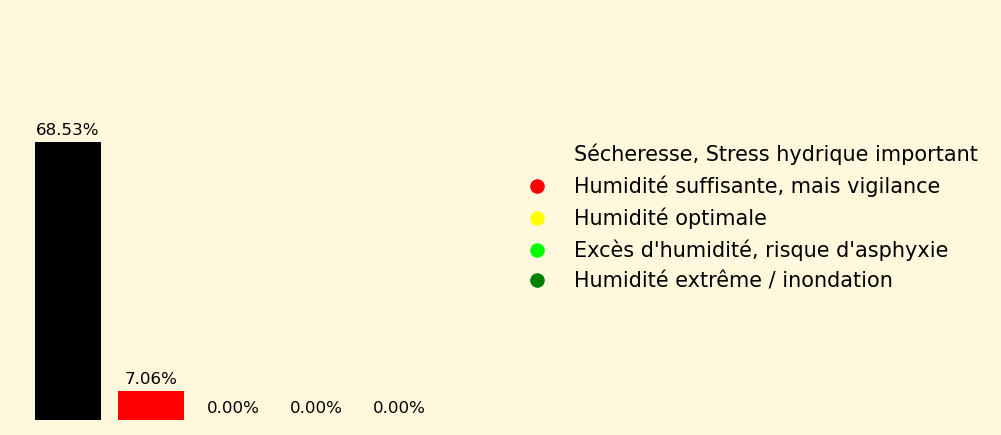 68.53%
7.06%
0.00%
0.00%
0.00%
Sécheresse, Stress hydrique important
Humidité suffisante, mais vigilance
Humidité optimale
Excès d'humidité, risque d'asphyxie
Humidité extrême / inondation